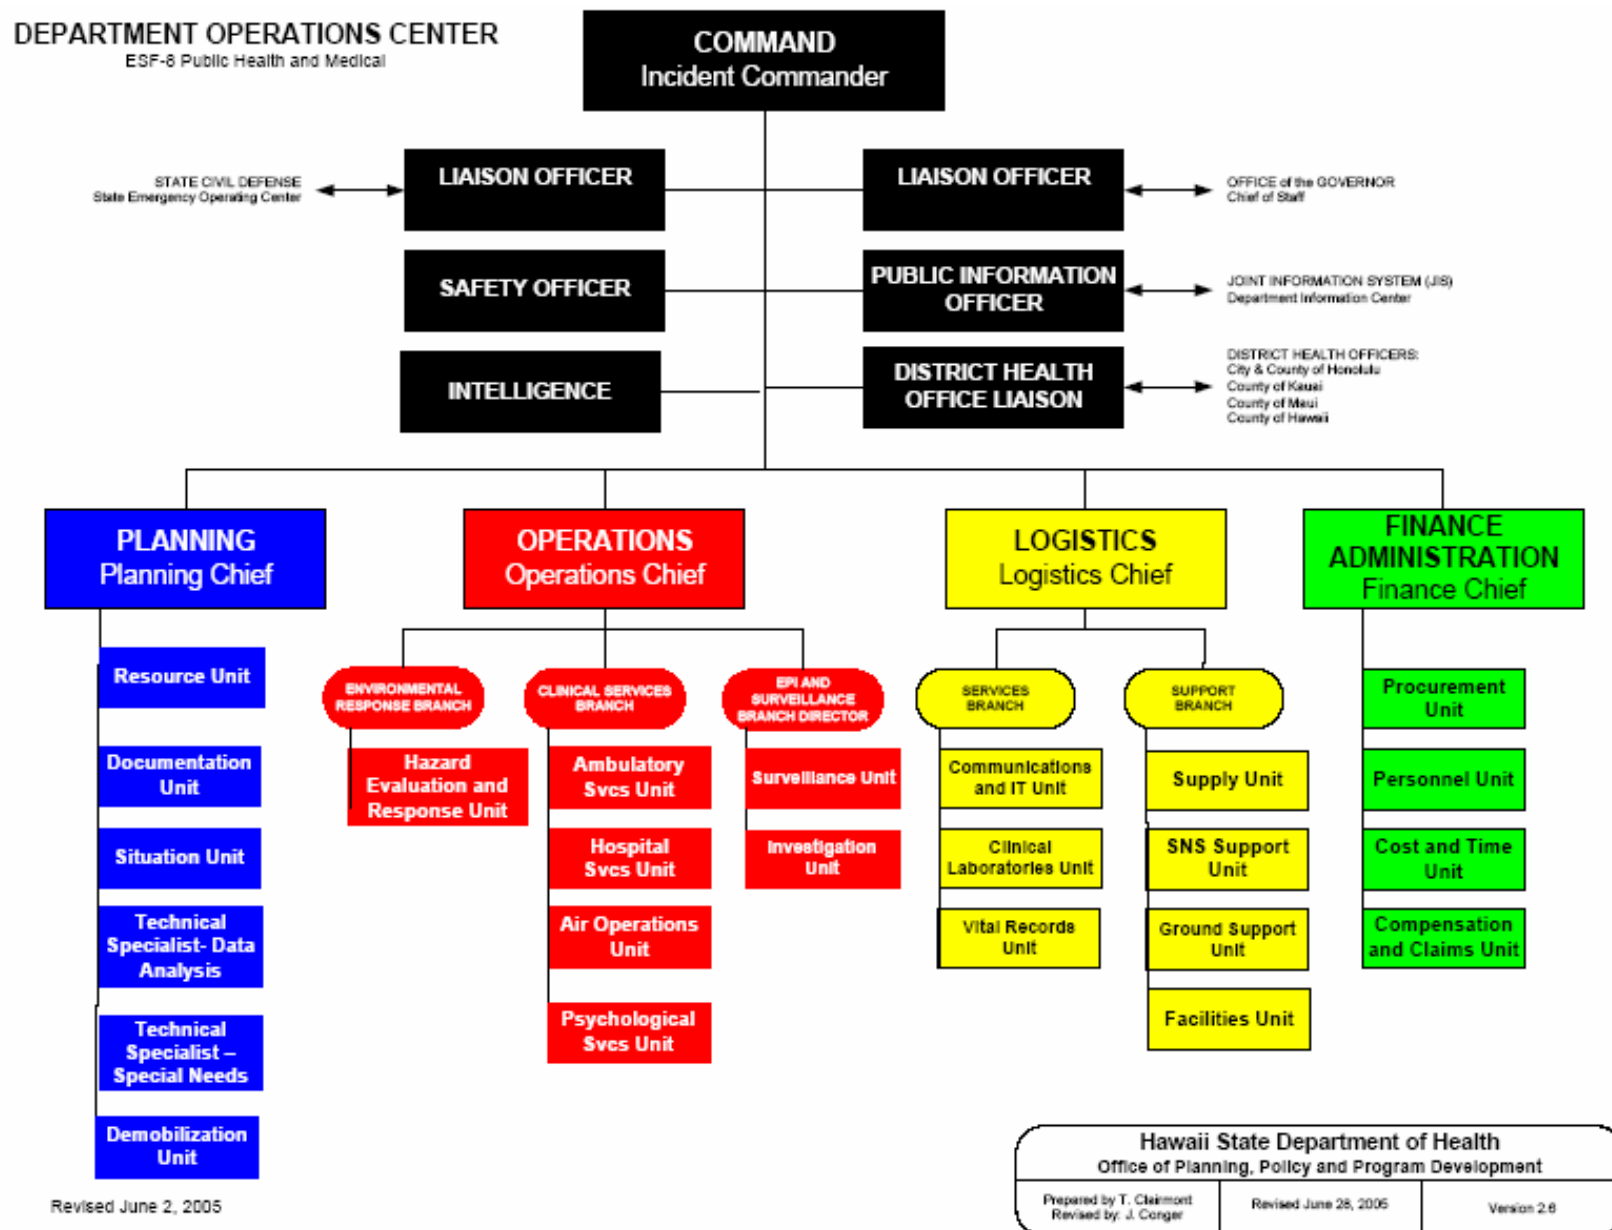 DEPARTMENT OPERATIONS CENTER
ESF-8 Public Health and Medical
COMMAND
Incident Commander
STATE CIVIL DEFENSE
State Emergency Operating Center
LIAISON OFFICER
LIAISON OFFICER
OFFICE of the GOVERNOR
Chief of Staff
SAFETY OFFICER
PUBLIC INFORMATION
OFFICER
JOINT INFORMATION SYSTEM (JIS)
Department Information Center
INTELLIGENCE
DISTRICT HEALTH
OFFICE LIAISON
DISTRICT HEALTH OFFICERS:
City & County of Honolulu
County of Kauai
County of Maui
County of Hawaii
PLANNING
Planning Chief
OPERATIONS
Operations Chief
LOGISTICS
Logistics Chief
FINANCE
ADMINISTRATION
Finance Chief
Resource Unit
Documentation
Unit
Situation Unit
Technical
Specialist- Data
Analysis
Technical
Specialist –
Special Needs
Demobilization
Unit
ENVIRONMENTAL
RESPONSE BRANCH
Hazard
Evaluation and
Response Unit
CLINICAL SERVICES
BRANCH
Ambulatory
Svcs Unit
Hospital
Svcs Unit
Air Operations
Unit
Psychological
Svcs Unit
EPI AND
SURVEILLANCE
BRANCH DIRECTOR
Surveillance Unit
Investigation
Unit
SERVICES
BRANCH
Communications
and IT Unit
Clinical
Laboratories Unit
Vital Records
Unit
SUPPORT
BRANCH
Supply Unit
SNS Support
Unit
Ground Support
Unit
Facilities Unit
Procurement
Unit
Personnel Unit
Cost and Time
Unit
Compensation
and Claims Unit
Revised June 2, 2005
Hawaii State Department of Health
Office of Planning, Policy and Program Development
Prepared by T. Clairmont
Revised by: J. Conger
Revised June 28, 2005
Version 2.6